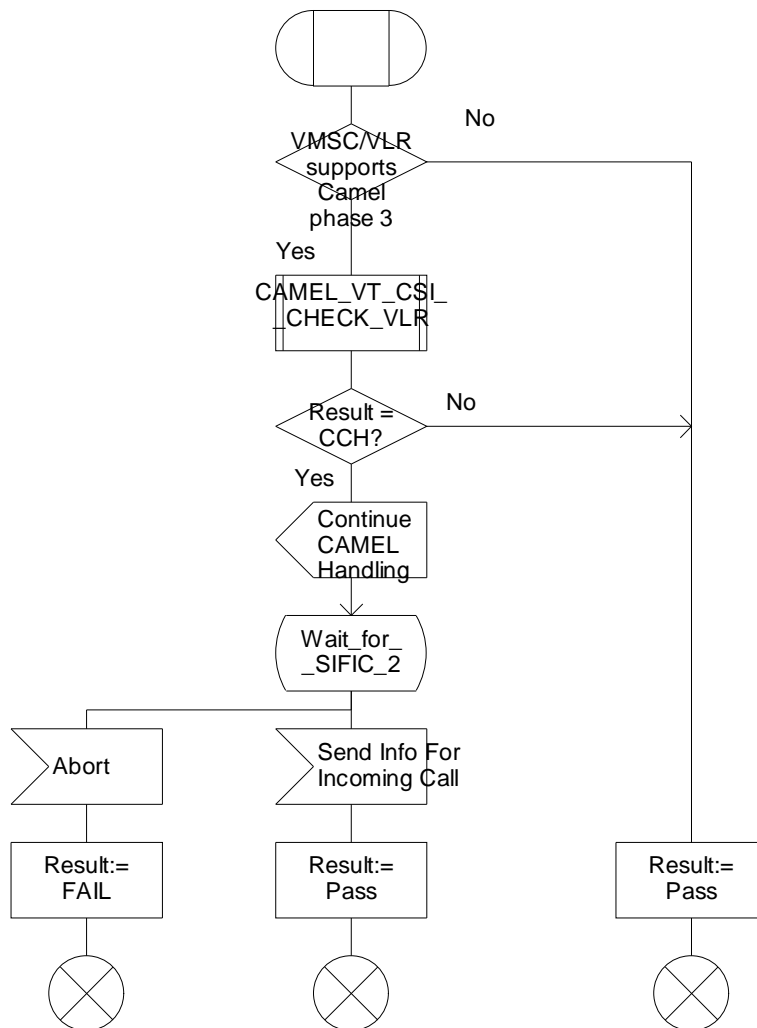 No
VMSC/VLR
supports
Camel
phase 3
Yes
CAMEL_VT_CSI_
_CHECK_VLR
Result =
CCH?
No
Yes
Continue
CAMEL
Handling
Wait_for_
_SIFIC_2
Abort
Send Info For
Incoming Call
Result:=
FAIL
Result:=
Pass
Result:=
Pass